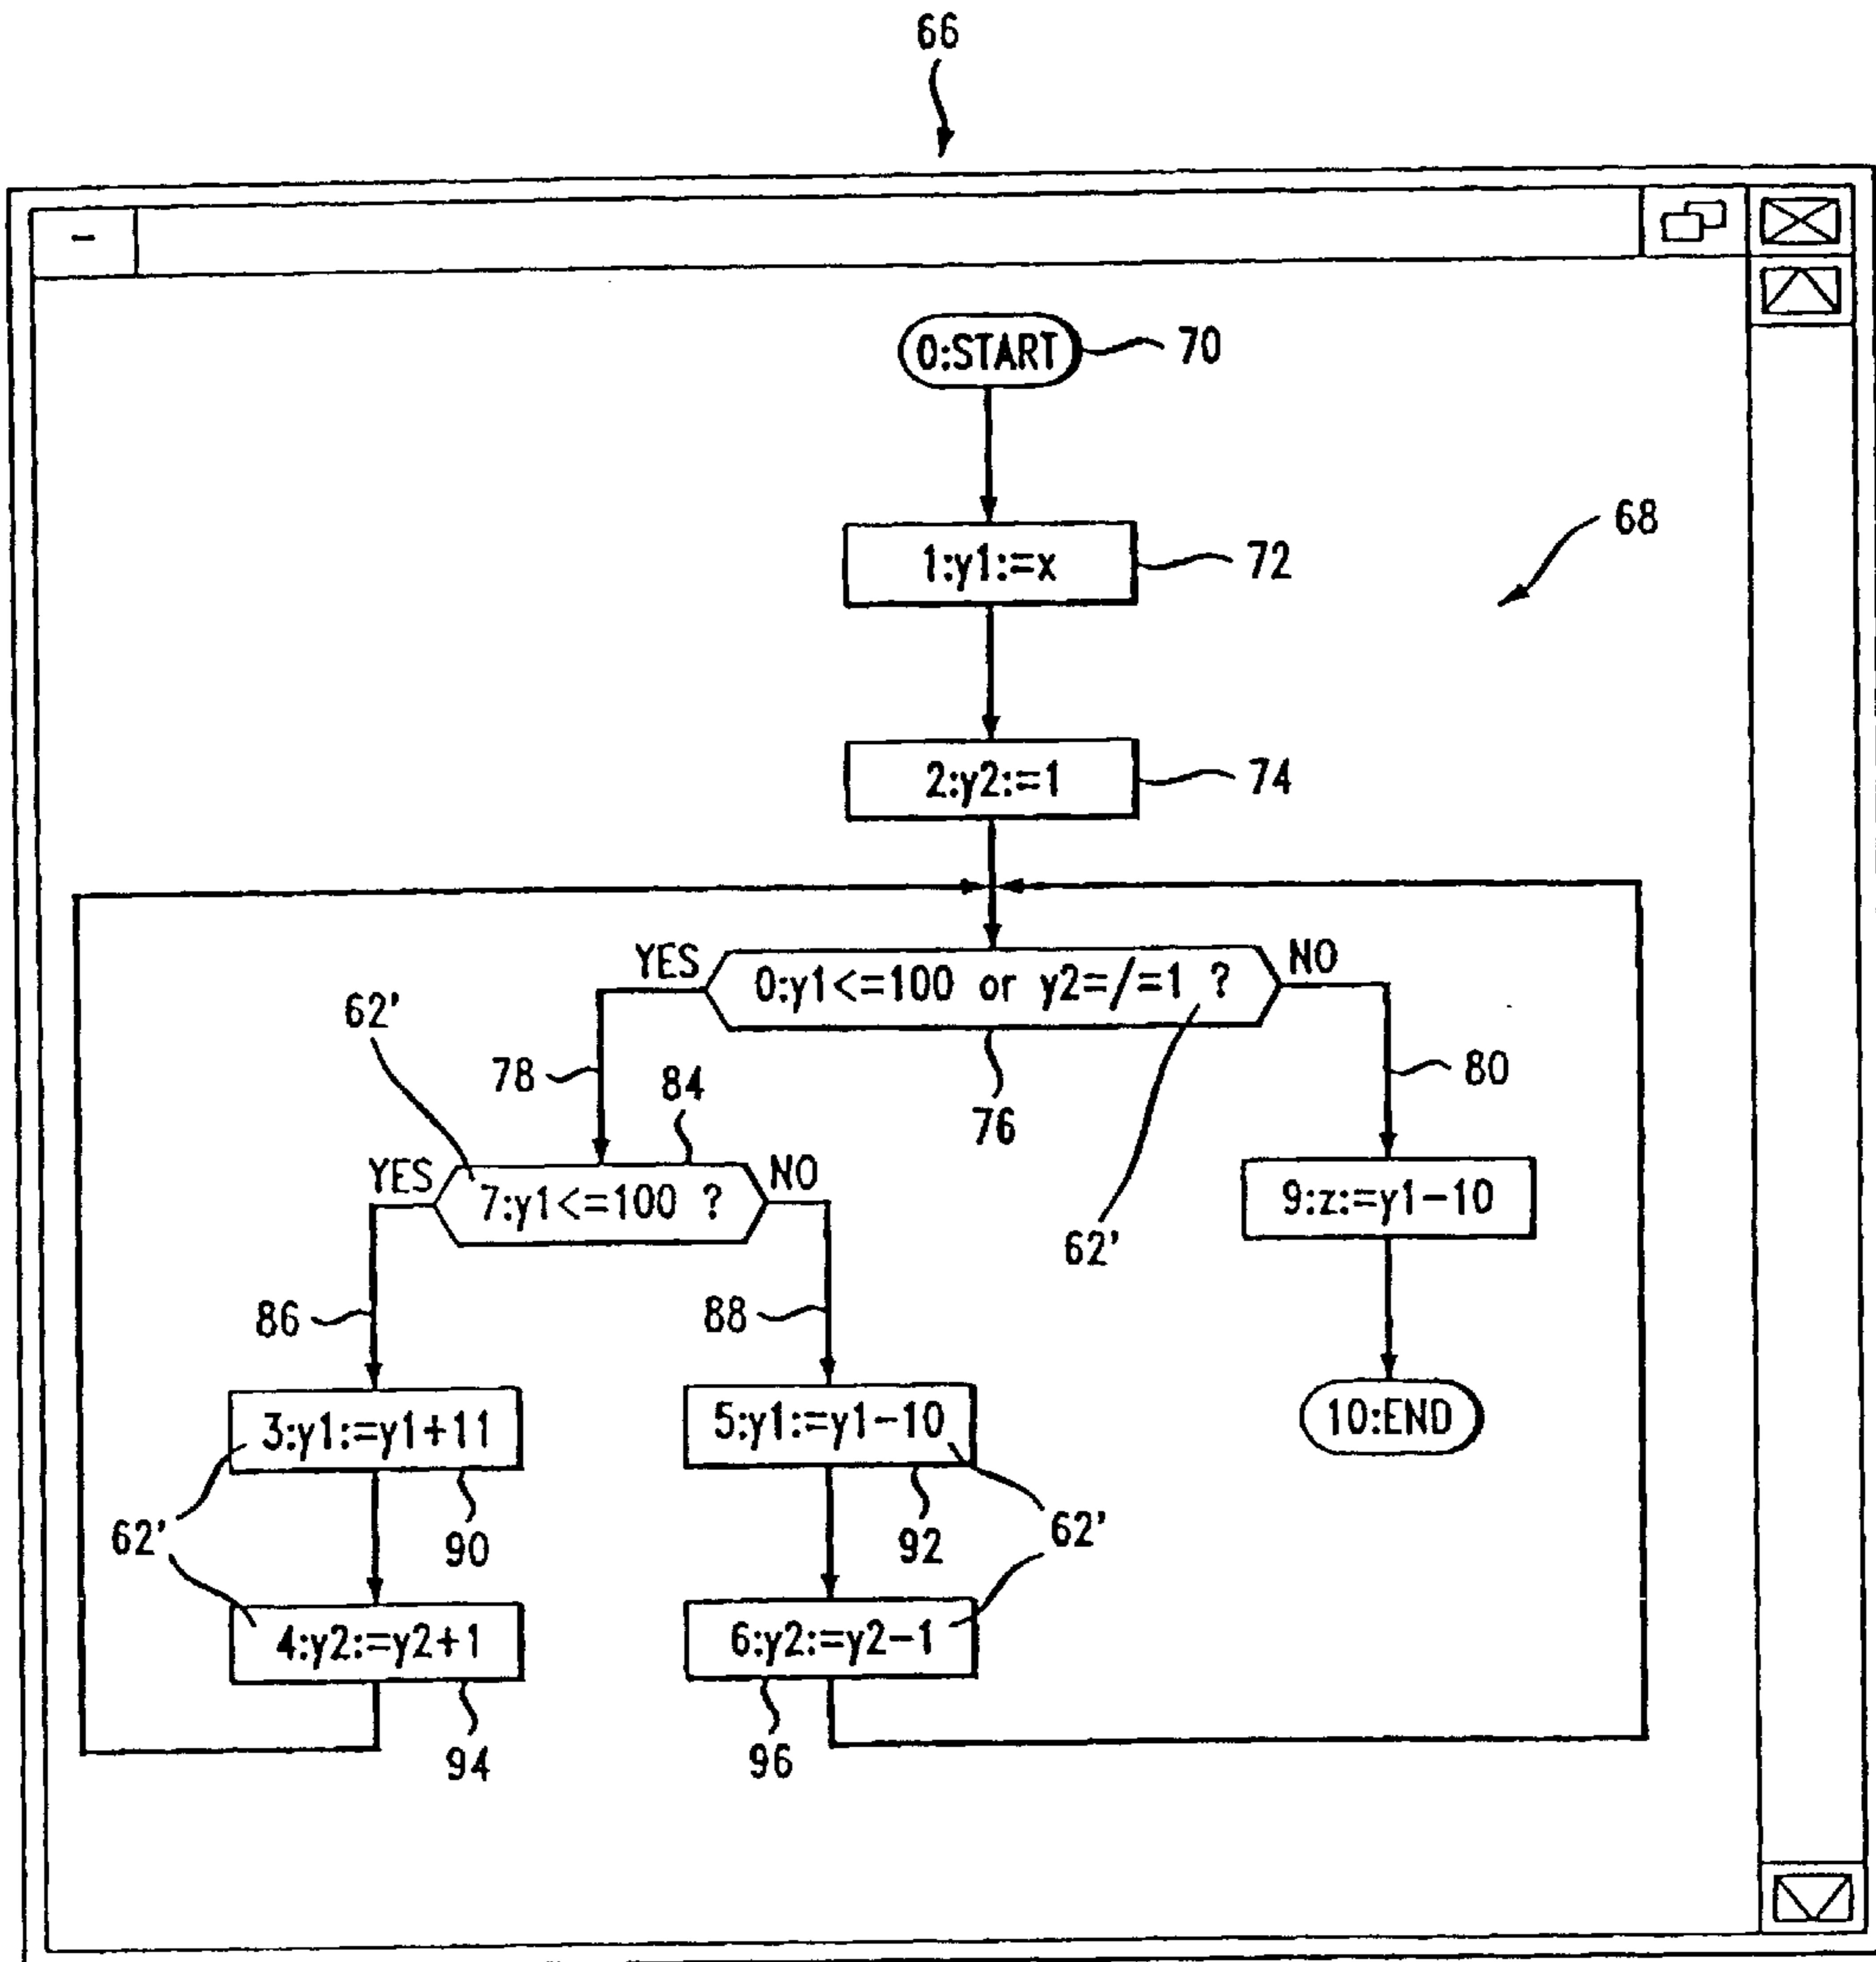 66
-
0:START
70
68
1:y1:=x
72
2:y2:=1
74
YES
0:y1<=100 or y2=/=1 ?
NO
62'
78
84
76
80
YES
7:y1<=100 ?
NO
62'
9:z:=y1-10
86
88
3:y1:=y1+11
5:y1:=y1-10
10:END
62'
90
92
62'
4:y2:=y2+1
6:y2:=y2-1
94
96